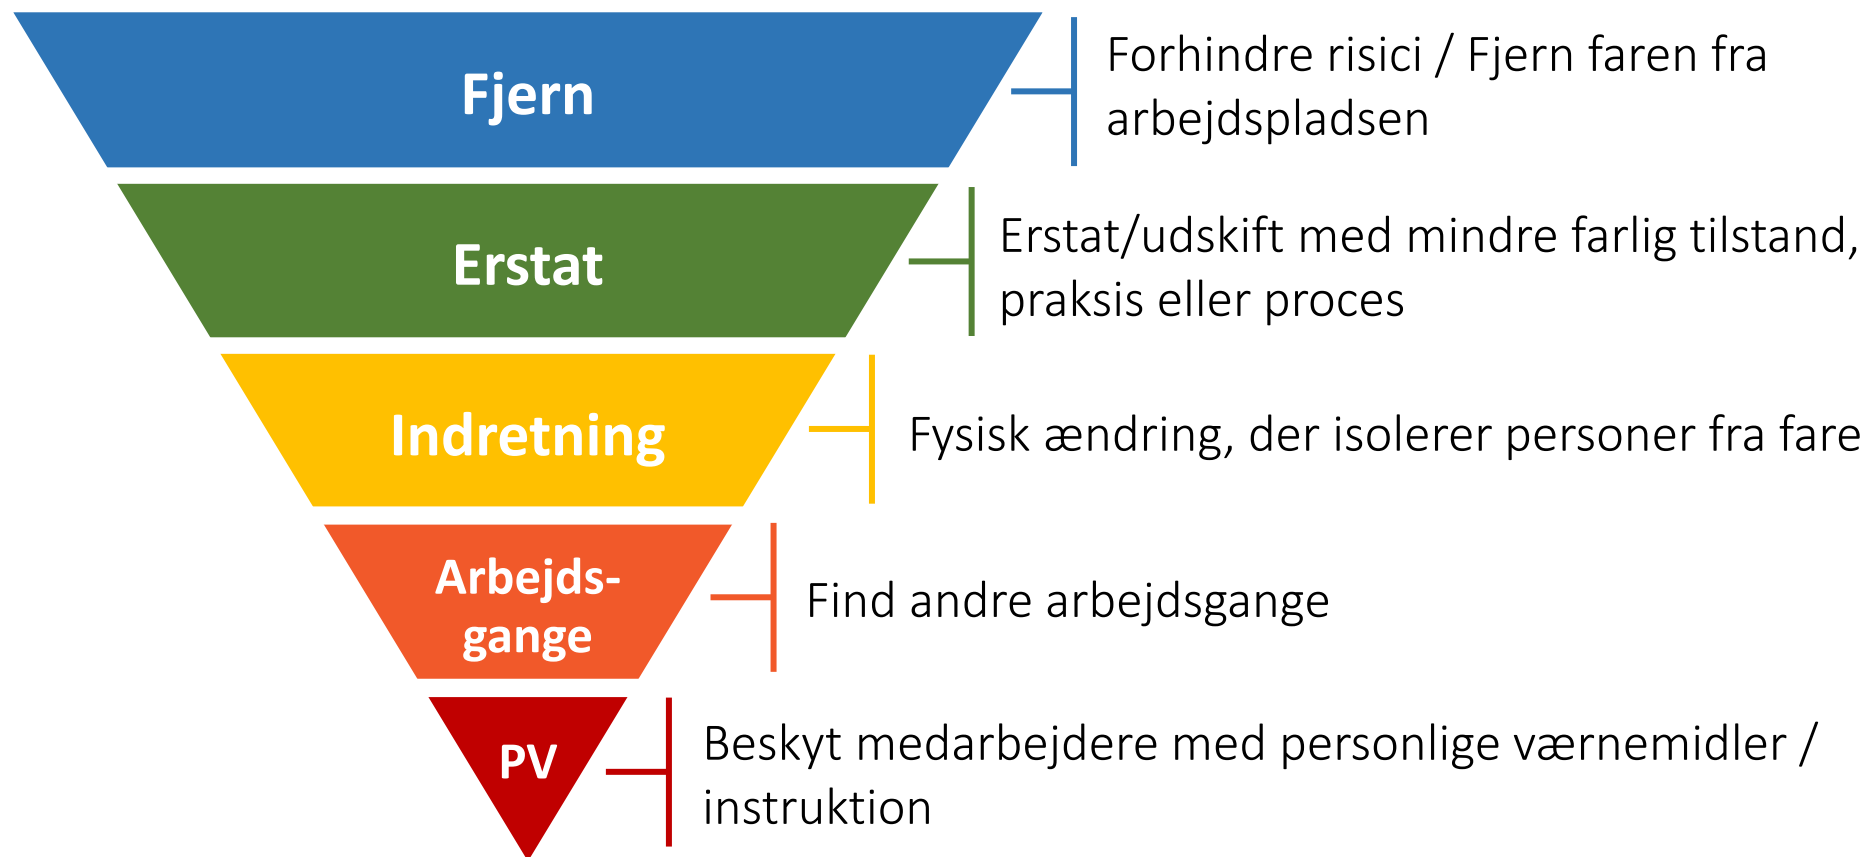 Fjern
Forhindre risici / Fjern faren fra
arbejdspladsen
Erstat
Erstat/udskift med mindre farlig tilstand,
praksis eller proces
Indretning
Fysisk ændring, der isolerer personer fra fare
Arbejds-
gange
Find andre arbejdsgange
PV
Beskyt medarbejdere med personlige værnemidler /
instruktion